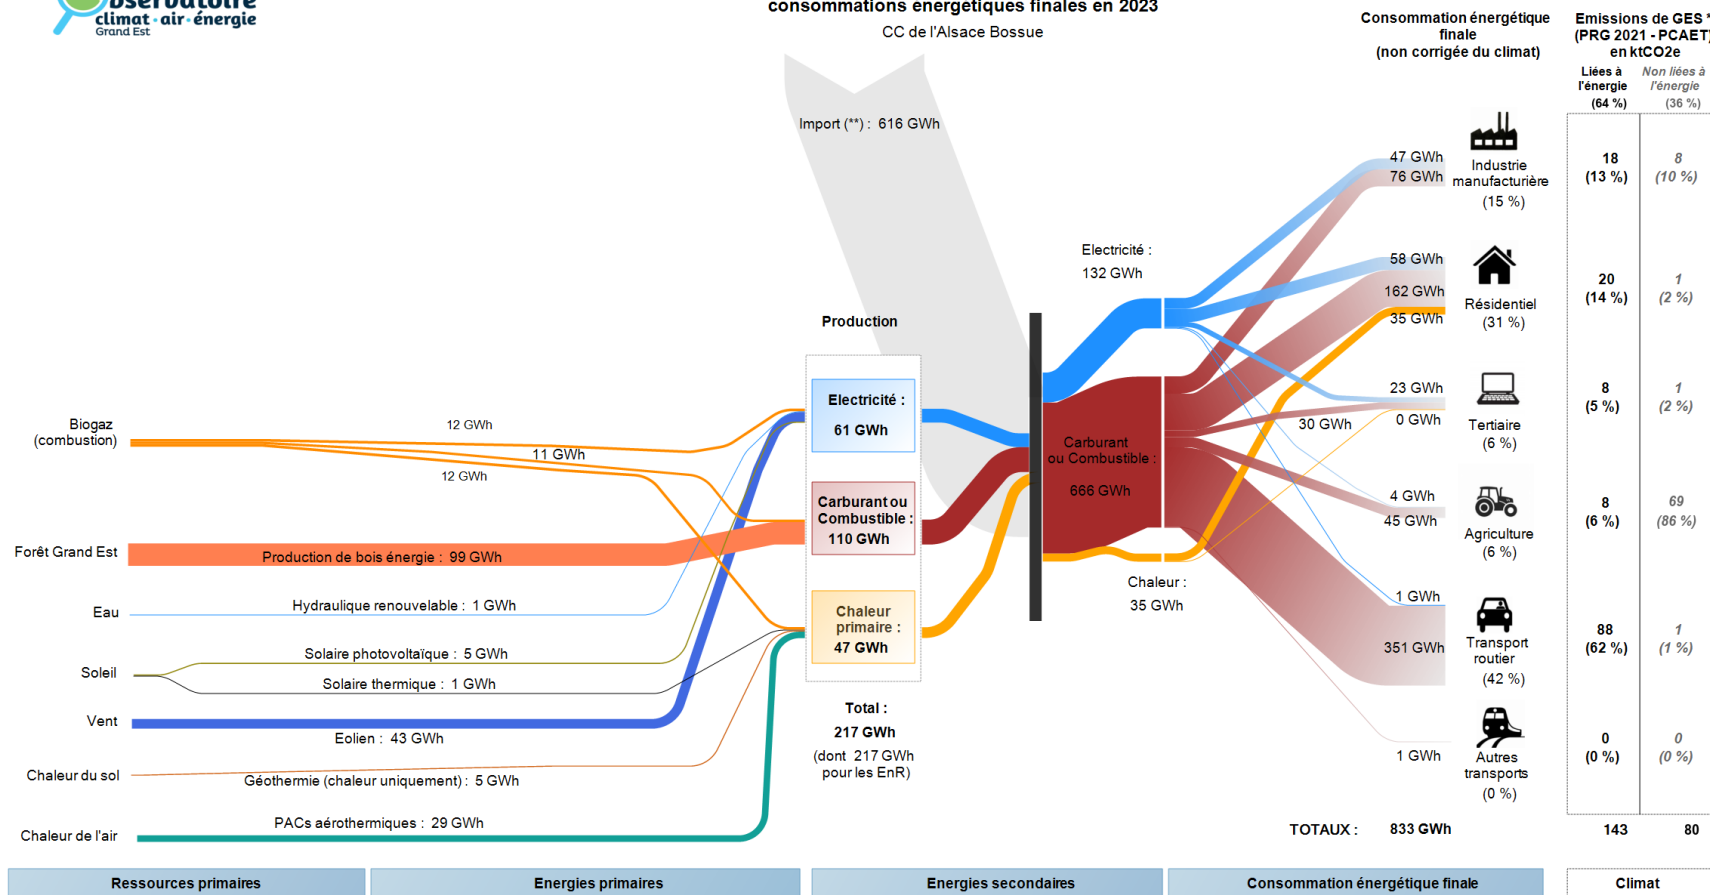 bservatoire
climat · air · énergie
Grand Est
consommations énergétiques finales en 2023
CC de l'Alsace Bossue
Consommation énergétique
finale
(non corrigée du climat)
Emissions de GES *
(PRG 2021 - PCAET)
en ktCO2e
Liées à
l'énergie
(64 %)
Non liées à
l'énergie
(36 %)
Import (**) : 616 GWh
47 GWh
76 GWh
Industrie
manufacturière
(15 %)
18
(13 %)
8
(10 %)
Electricité :
132 GWh
58 GWh
162 GWh
35 GWh
Résidentiel
(31 %)
20
(14 %)
1
(2 %)
Production
Electricité :
61 GWh
23 GWh
30 GWh
0 GWh
Tertiaire
(6 %)
8
(5 %)
1
(2 %)
Biogaz
(combustion)
12 GWh
11 GWh
12 GWh
Carburant
ou Combustible :
666 GWh
Carburant ou
Combustible :
110 GWh
4 GWh
45 GWh
Agriculture
(6 %)
8
(6 %)
69
(86 %)
Forêt Grand Est
Production de bois énergie : 99 GWh
Chaleur :
35 GWh
Eau
Hydraulique renouvelable : 1 GWh
Chaleur
primaire :
47 GWh
1 GWh
351 GWh
Transport
routier
(42 %)
88
(62 %)
1
(1 %)
Soleil
Solaire photovoltaïque : 5 GWh
Solaire thermique : 1 GWh
Vent
Eolien : 43 GWh
Total :
217 GWh
(dont 217 GWh
pour les EnR)
1 GWh
Autres
transports
(0 %)
0
(0 %)
0
(0 %)
Chaleur du sol
Géothermie (chaleur uniquement) : 5 GWh
Chaleur de l'air
PACs aérothermiques : 29 GWh
TOTAUX : 833 GWh
143
80
Ressources primaires
Energies primaires
Energies secondaires
Consommation énergétique finale
Climat